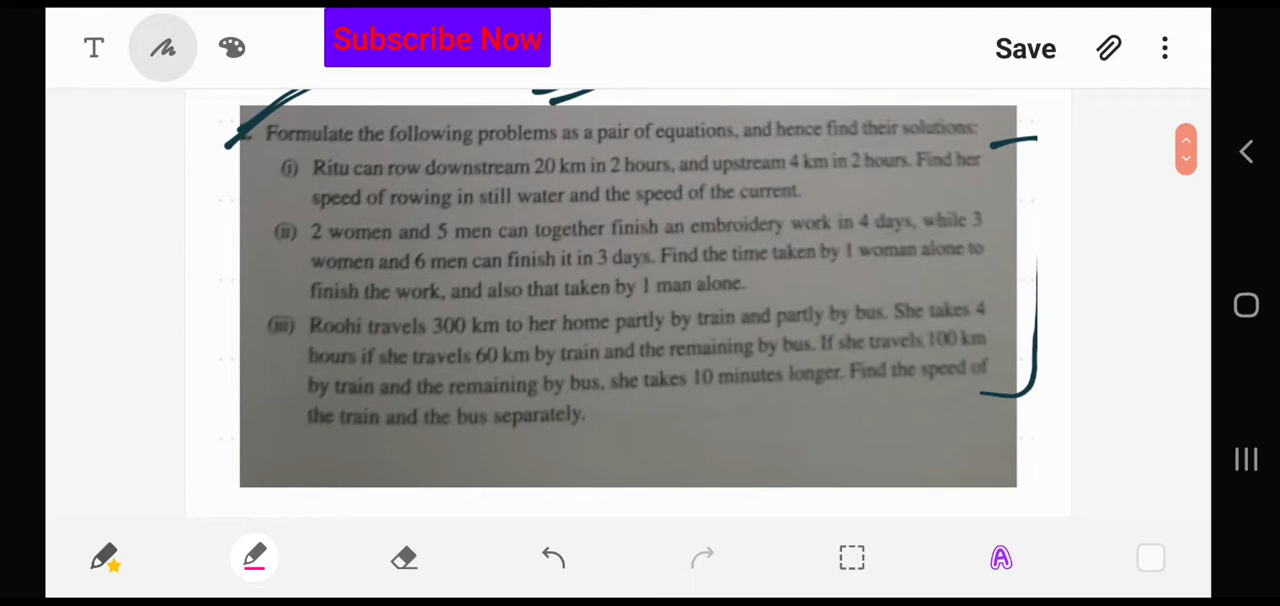 T
Subscribe Now
Save
Formulate the following problems as a pair of equations, and hence find their solutions:
(i) Ritu can row downstream 20 km in 2 hours, and upstream 4 km in 2 hours. Find her
speed of rowing in still water and the speed of the current.
(ii) 2 women and 5 men can together finish an embroidery work in 4 days, while 3
women and 6 men can finish it in 3 days. Find the time taken by 1 woman alone to
finish the work, and also that taken by 1 man alone.
(iii) Roohi travels 300 km to her home partly by train and partly by bus. She takes 4
hours if she travels 60 km by train and the remaining by bus. If she travels 100 km
by train and the remaining by bus, she takes 10 minutes longer. Find the speed of
the train and the bus separately.
A